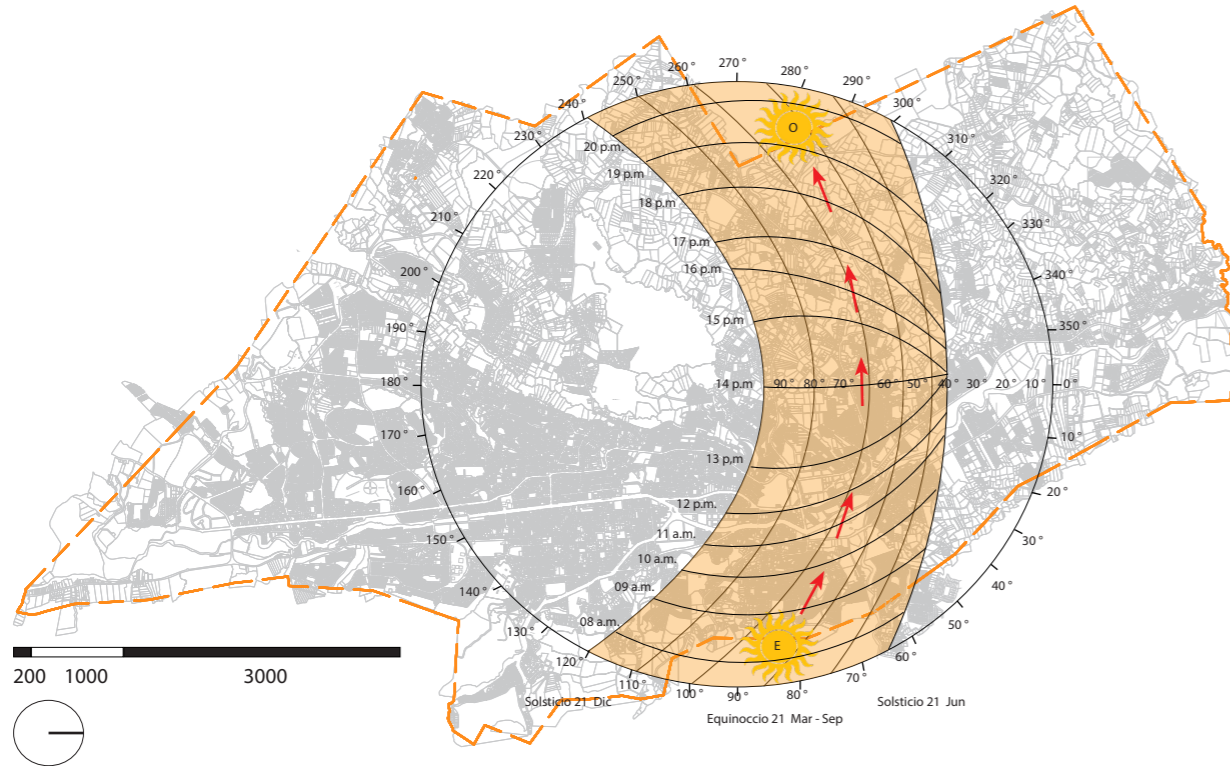 270 °
260 °
280 °
250 °
290 °
240 °
300 °
O
230 °
310 °
20 p.m.
220 °
19 p.m
320 °
18 p.m
210 °
330 °
17 p.m
200 °
16 p.m
340 °
190 °
15 p.m
350 °
180 °
14 p.m
90 ° 80 ° 70 ° 60 ° 50 ° 40 ° 30 ° 20 ° 10 ° 0 °
170 °
10 °
13 p,m
160 °
12 p.m.
20 °
150 °
11 a.m.
30 °
10 a.m.
140 °
09 a.m.
40 °
130 °
08 a.m.
50 °
120 °
E
60 °
110 °
100 °
90 °
80 °
70 °
200 1000 3000
Solsticio 21 Dic
Solsticio 21 Jun
Equinoccio 21 Mar - Sep